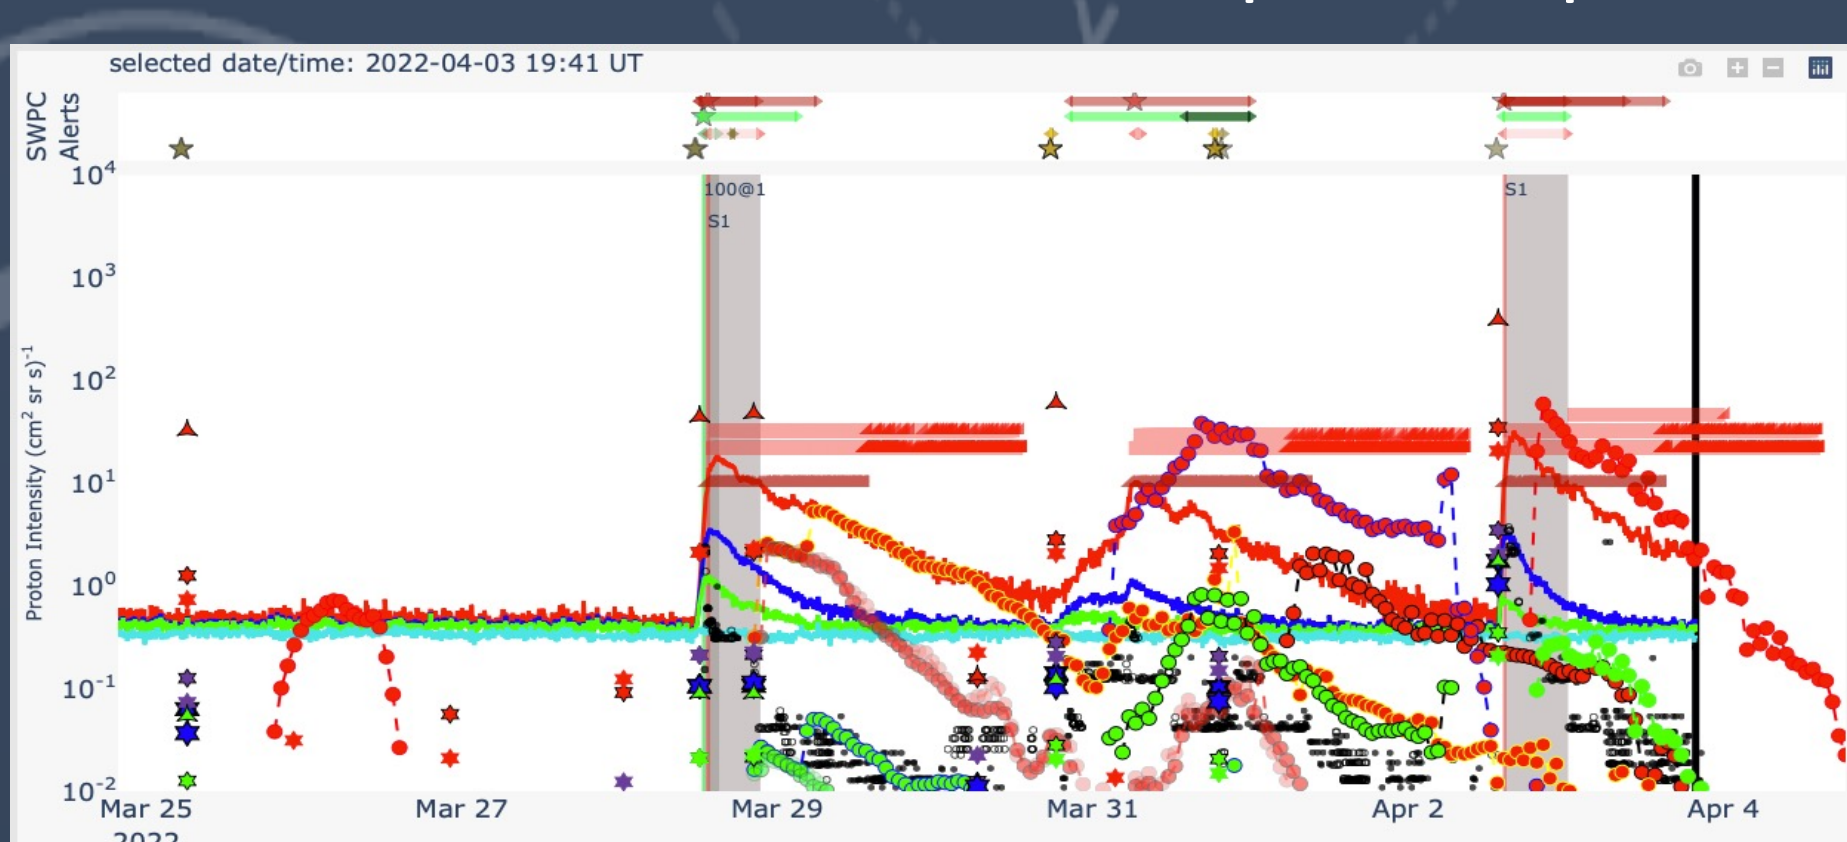 selected date/time: 2022-04-03 19:41 UT
SWPC
Alerts
10⁴
100@1
S1
S1
10³
10²
10¹
10⁰
10⁻¹
10⁻²
Proton Intensity (cm² sr s)⁻¹
Mar 25
2022
Mar 27
Mar 29
Mar 31
Apr 2
Apr 4